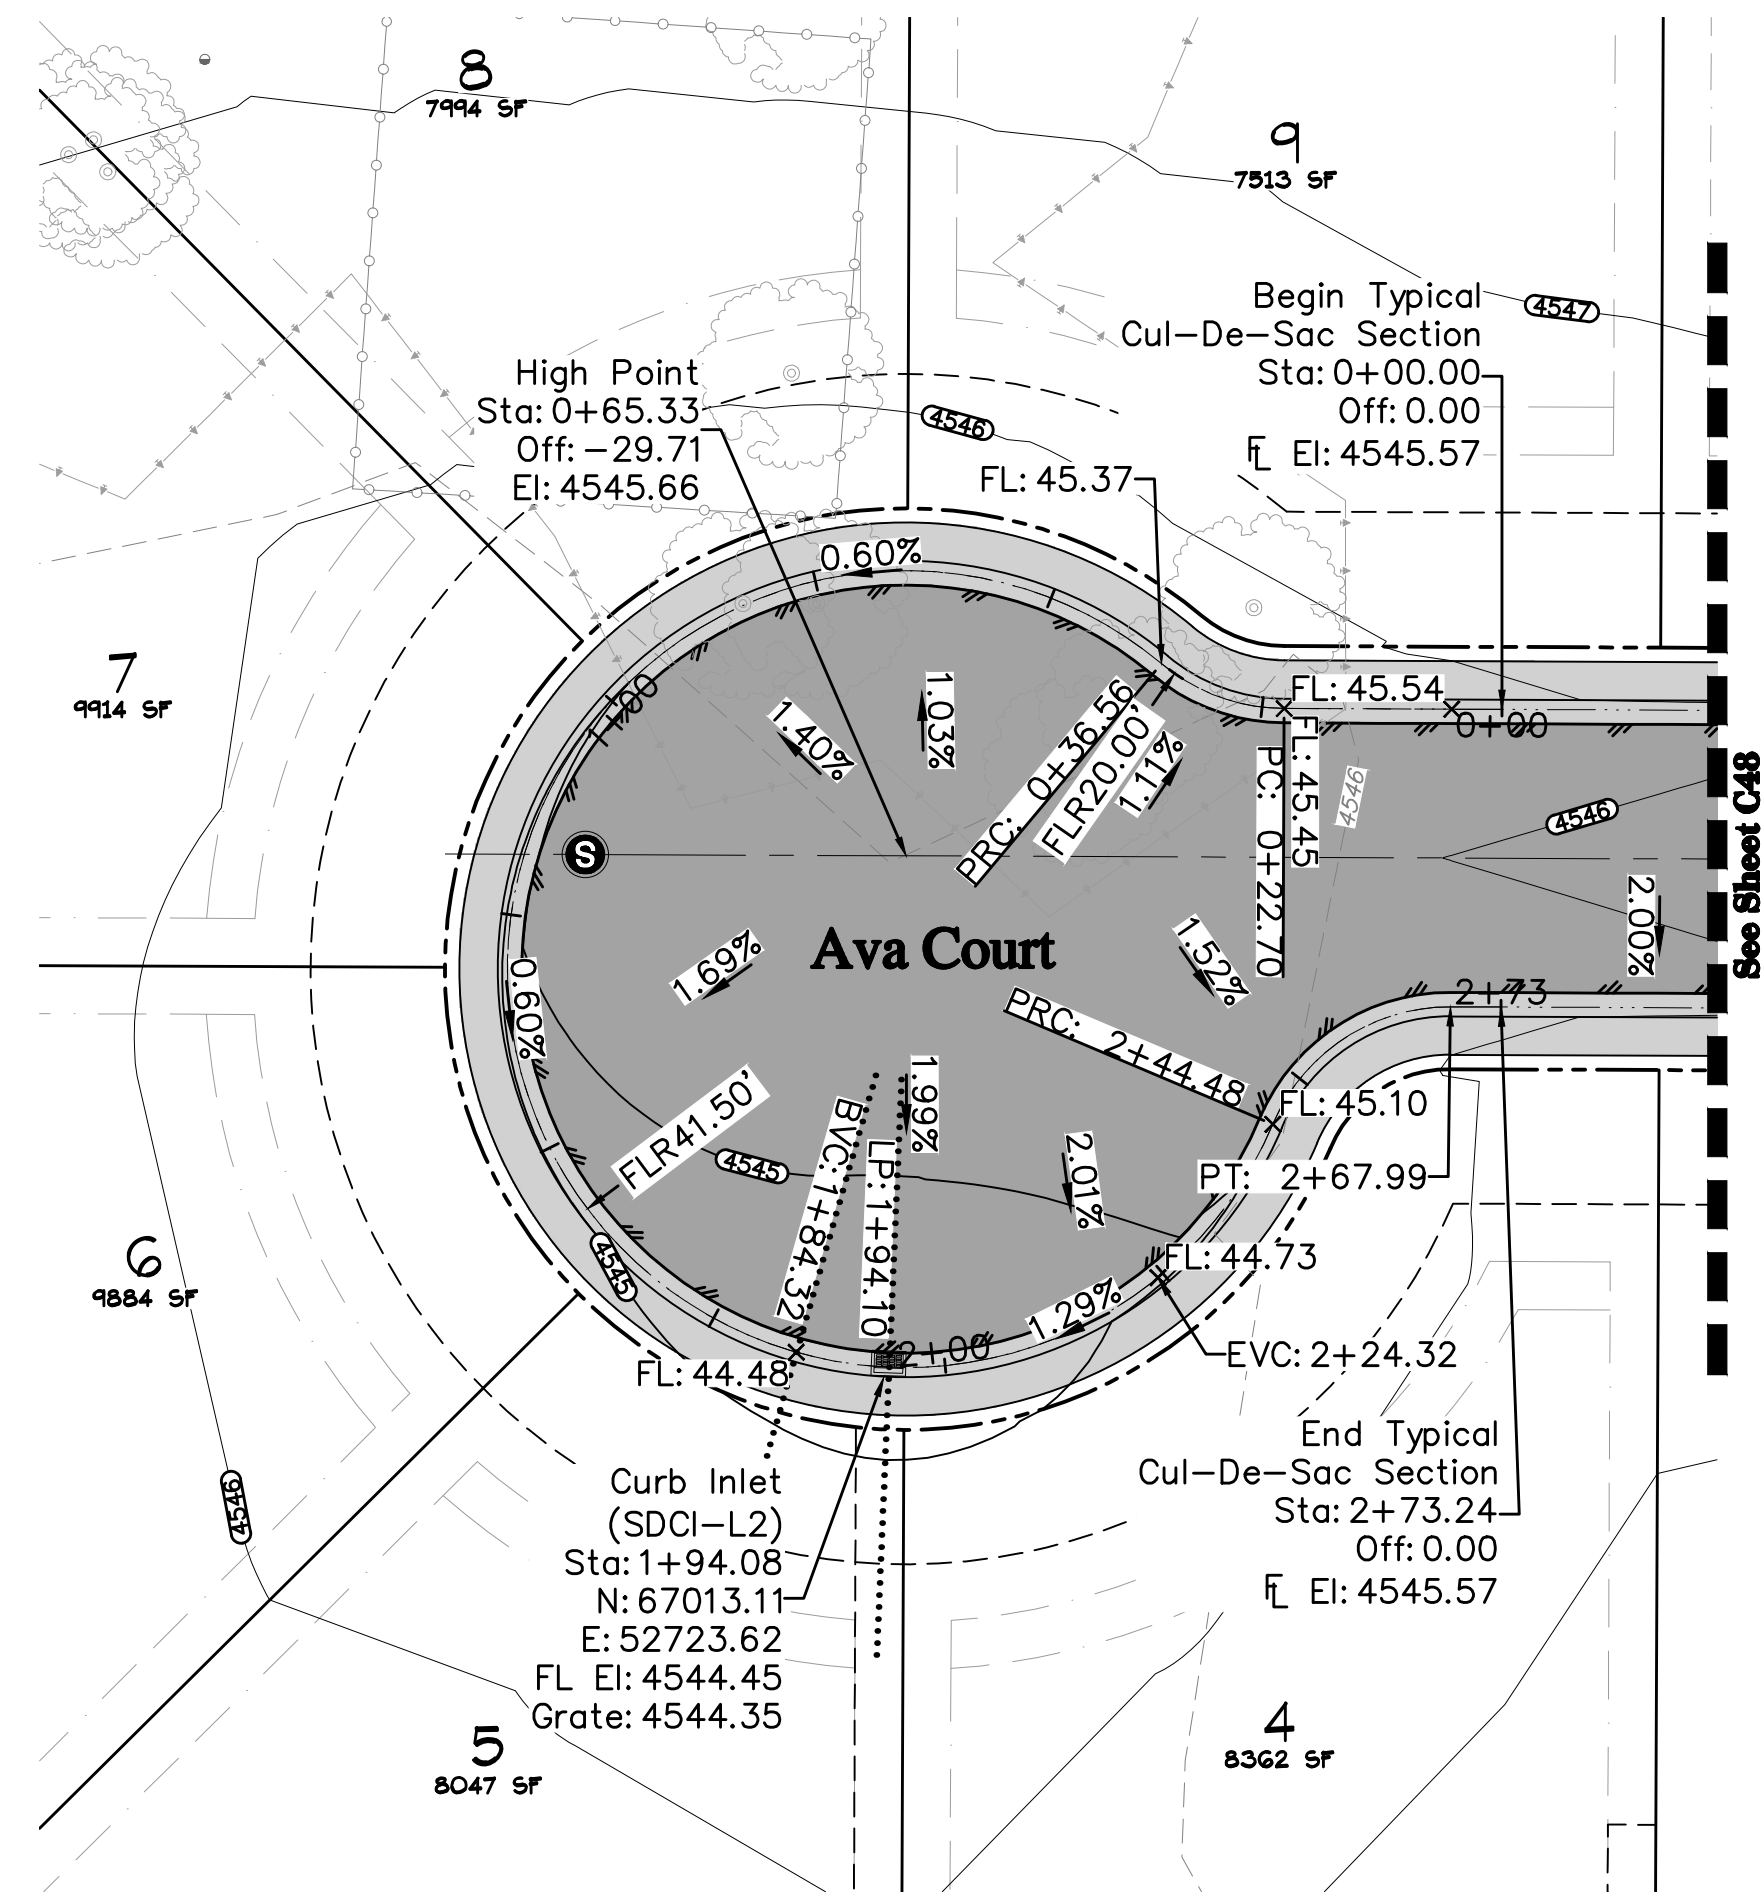 8
7994 SF
9
7513 SF
Begin Typical
Cul-De-Sac Section
Sta: 0+00.00
Off: 0.00
FL El: 4545.57
4547
High Point
Sta: 0+65.33
Off: -29.71
El: 4545.66
4546
FL: 45.37
0.60%
7
9914 SF
+00
1.40%
1.03%
PRC: 0+36.56
FLR20.00'
1.11%
FL: 45.54
0+00
FL: 45.45
PC: 0+22.70
4546
4546
2.00%
See Sheet C48
S
Ava Court
1.69%
1.52%
0.60%
PRC: 2+44.48
2+73
FL: 45.10
PT: 2+67.99
FLR41.50'
4545
BVC: 1+84.32
LP: 1+94.10
1.99%
2.01%
FL: 44.73
6
9884 SF
4545
1.29%
2+00
EVC: 2+24.32
FL: 44.48
End Typical
Cul-De-Sac Section
Sta: 2+73.24
Off: 0.00
FL El: 4545.57
4546
Curb Inlet
(SDCI-L2)
Sta: 1+94.08
N: 67013.11
E: 52723.62
FL El: 4544.45
Grate: 4544.35
5
8047 SF
4
8362 SF